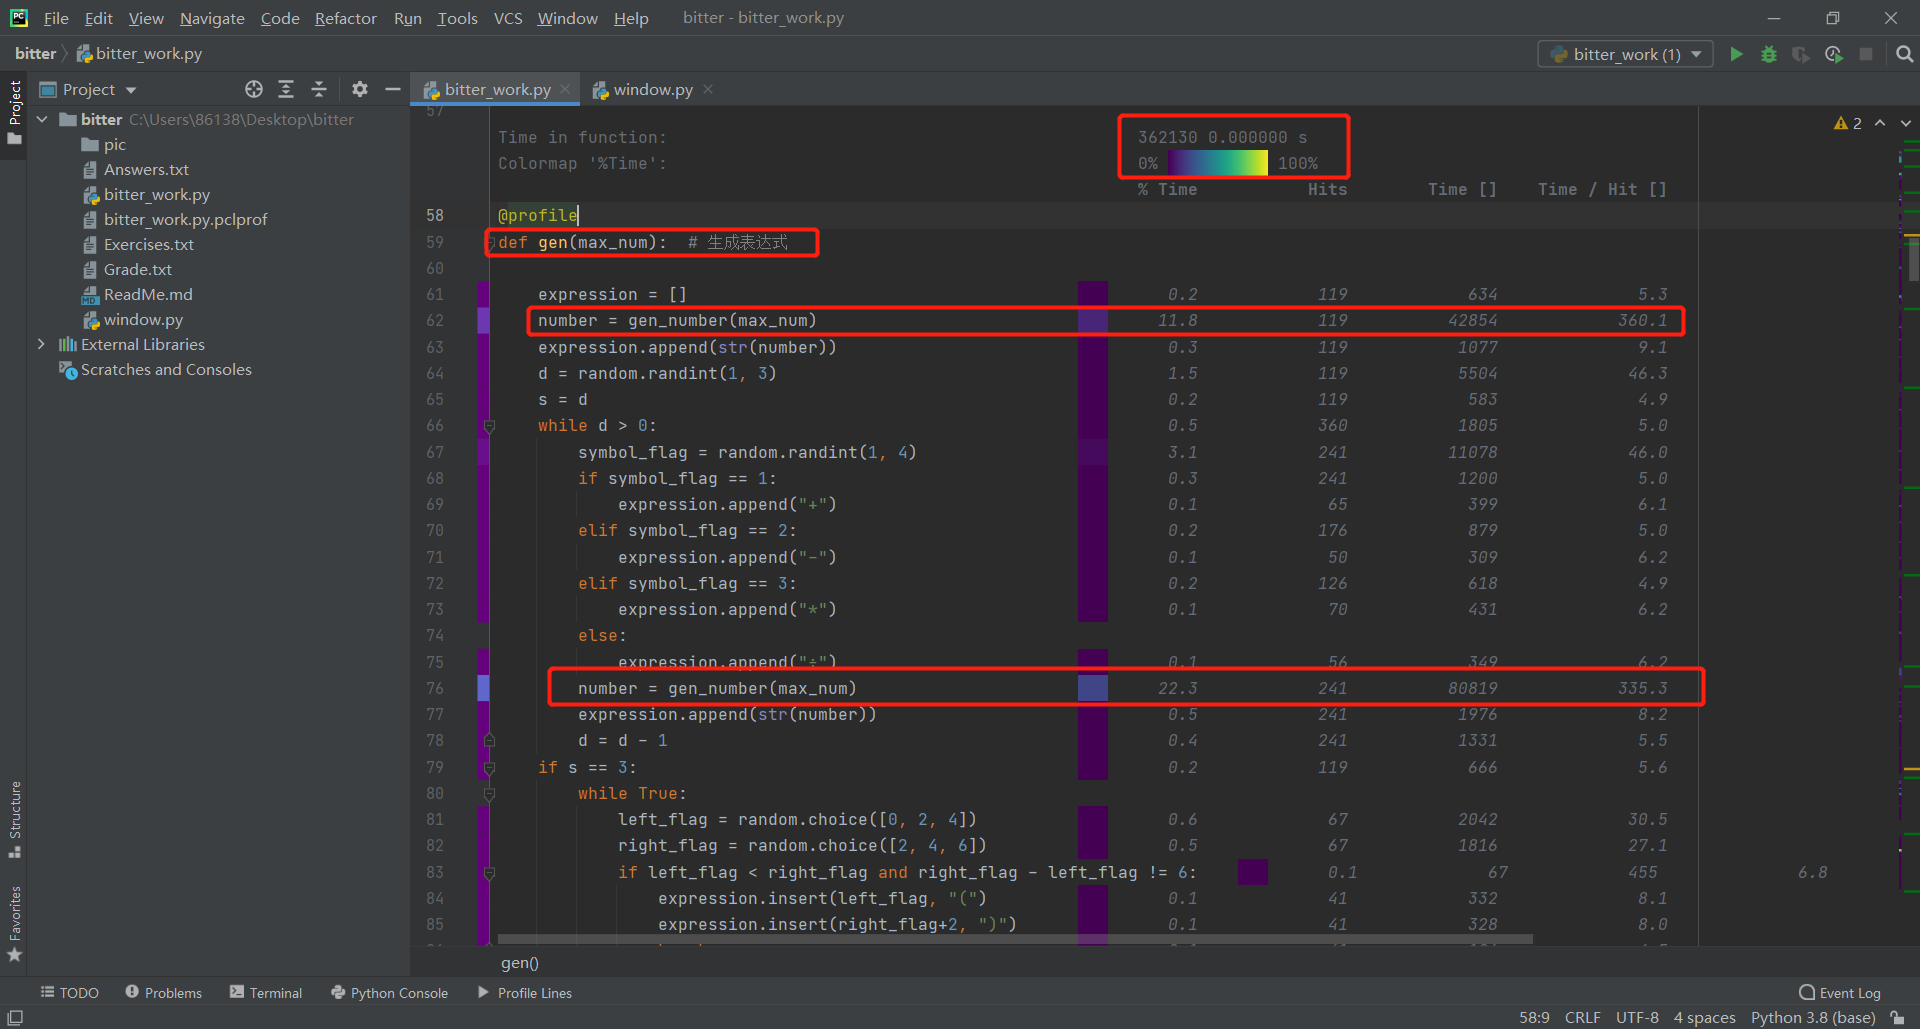 File Edit View Navigate Code Refactor Run Tools VCS Window Help bitter - bitter_work.py
bitter bitter_work.py bitter_work (1)
Project
Project
bitter C:\Users\86138\Desktop\bitter
pic
Answers.txt
bitter_work.py
bitter_work.py.pclprof
Exercises.txt
Grade.txt
ReadMe.md
window.py
External Libraries
Scratches and Consoles
Structure
Favorites
bitter_work.py window.py
57
Time in function: 362130 0.000000 s
Colormap '%Time': 0% 100%
% Time Hits Time [] Time / Hit []
2
58 @profile
59 def gen(max_num): # 生成表达式
60
61 expression = [] 0.2 119 634 5.3
62 number = gen_number(max_num) 11.8 119 42854 360.1
63 expression.append(str(number)) 0.3 119 1077 9.1
64 d = random.randint(1, 3) 1.5 119 5504 46.3
65 s = d 0.2 119 583 4.9
66 while d > 0: 0.5 360 1805 5.0
67 symbol_flag = random.randint(1, 4) 3.1 241 11078 46.0
68 if symbol_flag == 1: 0.3 241 1200 5.0
69 expression.append("+") 0.1 65 399 6.1
70 elif symbol_flag == 2: 0.2 176 879 5.0
71 expression.append("-") 0.1 50 309 6.2
72 elif symbol_flag == 3: 0.2 126 618 4.9
73 expression.append("*") 0.1 70 431 6.2
74 else:
75 expression.append("÷") 0.1 56 349 6.2
76 number = gen_number(max_num) 22.3 241 80819 335.3
77 expression.append(str(number)) 0.5 241 1976 8.2
78 d = d - 1 0.4 241 1331 5.5
79 if s == 3: 0.2 119 666 5.6
80 while True:
81 left_flag = random.choice([0, 2, 4]) 0.6 67 2042 30.5
82 right_flag = random.choice([2, 4, 6]) 0.5 67 1816 27.1
83 if left_flag < right_flag and right_flag - left_flag != 6: 0.1 67 455 6.8
84 expression.insert(left_flag, "(") 0.1 41 332 8.1
85 expression.insert(right_flag+2, ")") 0.1 41 328 8.0
gen()
TODO Problems Terminal Python Console Profile Lines Event Log
58:9 CRLF UTF-8 4 spaces Python 3.8 (base)